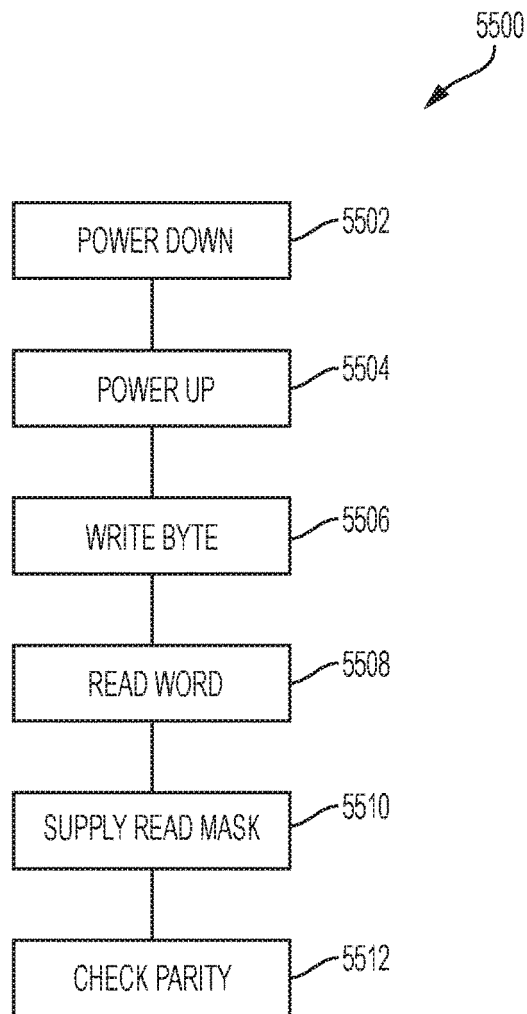 5500
POWER DOWN 5502
POWER UP 5504
WRITE BYTE 5506
READ WORD 5508
SUPPLY READ MASK 5510
CHECK PARITY 5512